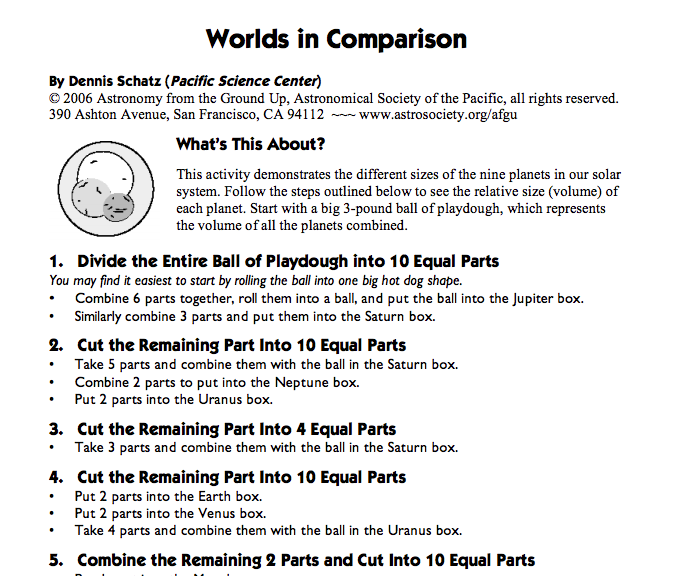 Worlds in Comparison
By Dennis Schatz (Pacific Science Center)
© 2006 Astronomy from the Ground Up, Astronomical Society of the Pacific, all rights reserved.
390 Ashton Avenue, San Francisco, CA 94112 ~~~ www.astrosociety.org/afgu
What's This About?
This activity demonstrates the different sizes of the nine planets in our solar
system. Follow the steps outlined below to see the relative size (volume) of
each planet. Start with a big 3-pound ball of playdough, which represents
the volume of all the planets combined.
1. Divide the Entire Ball of Playdough into 10 Equal Parts
You may find it easiest to start by rolling the ball into one big hot dog shape.
• Combine 6 parts together, roll them into a ball, and put the ball into the Jupiter box.
• Similarly combine 3 parts and put them into the Saturn box.
2. Cut the Remaining Part Into 10 Equal Parts
• Take 5 parts and combine them with the ball in the Saturn box.
• Combine 2 parts to put into the Neptune box.
• Put 2 parts into the Uranus box.
3. Cut the Remaining Part Into 4 Equal Parts
• Take 3 parts and combine them with the ball in the Saturn box.
4. Cut the Remaining Part Into 10 Equal Parts
• Put 2 parts into the Earth box.
• Put 2 parts into the Venus box.
• Take 4 parts and combine them with the ball in the Uranus box.
5. Combine the Remaining 2 Parts and Cut Into 10 Equal Parts